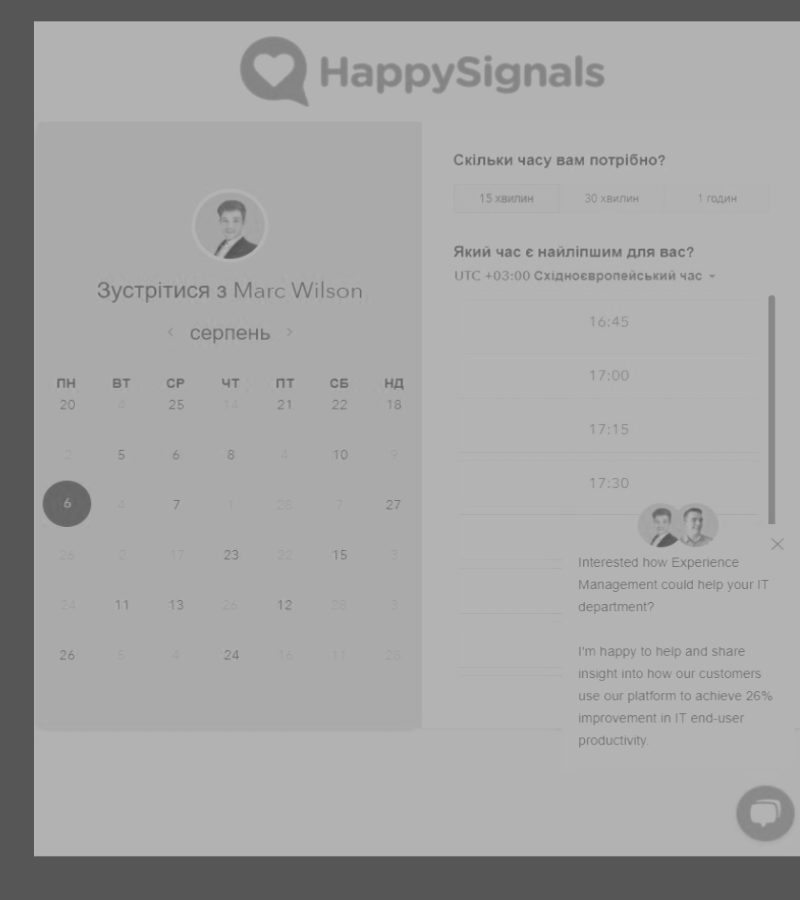 HappySignals
Зустрітися з Marc Wilson
серпень
ПН ВТ СР ЧТ ПТ СБ НД
20 4 25 14 21 22 18
2 5 6 8 4 10 9
6 4 7 1 28 7 27
26 2 17 23 22 15 3
24 11 13 26 12 28 3
26 5 4 24 16 11 28
Скільки часу вам потрібно?
15 хвилин 30 хвилин 1 годин
Який час є найліпшим для вас?
UTC +03:00 Східноєвропейський час
16:45
17:00
17:15
17:30
Interested how Experience
Management could help your IT
department?
I'm happy to help and share
insight into how our customers
use our platform to achieve 26%
improvement in IT end-user
productivity.